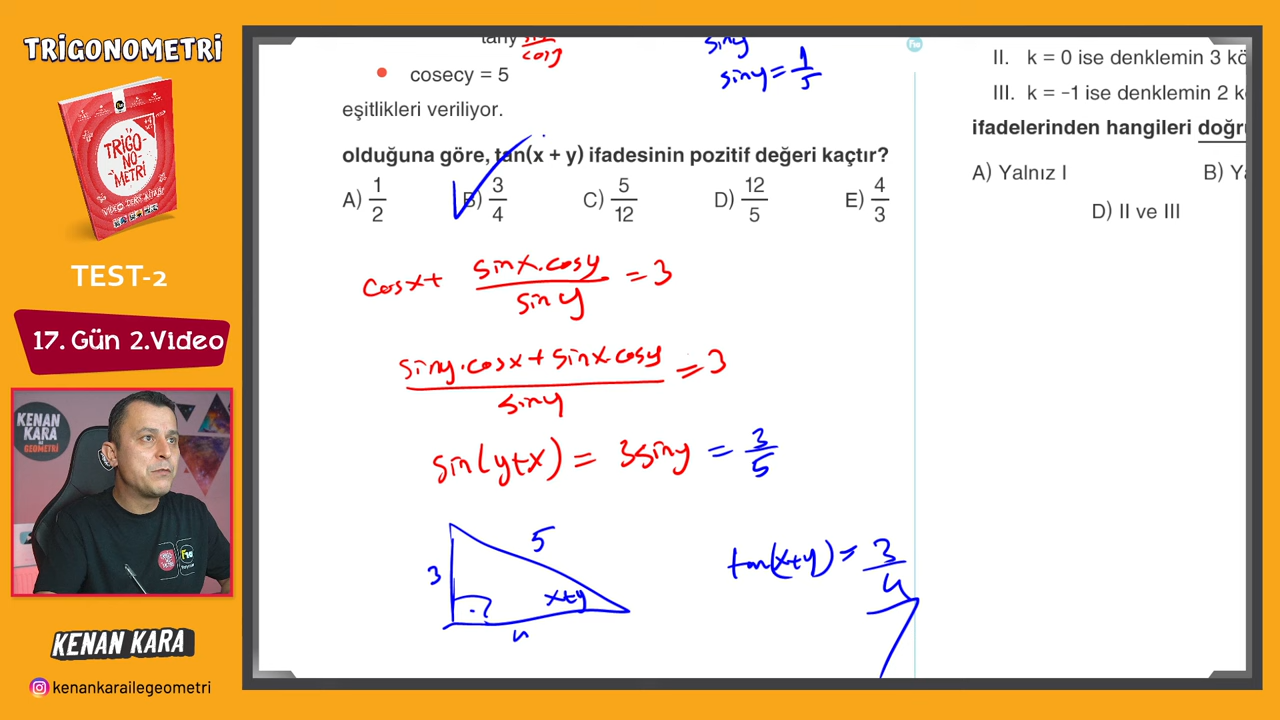 TRİGONOMETRİ
TRİGO-
NO-
METRİ
TEST-2
17. Gün 2.Video
KENAN
KARA
GEOMETRİ
KENAN KARA
kenankarailegeometri
tany
cosy
siny
siny = 1/5
• cosecy = 5
eşitlikleri veriliyor.
olduğuna göre, tan(x + y) ifadesinin pozitif değeri kaçtır?
A) 1/2 B) 3/4 C) 5/12 D) 12/5 E) 4/3
cosx + sinx.cosy/siny = 3
siny.cosx + sinx.cosy/siny = 3
sin(y+x) = 3siny = 3/5
3
5
x+y
4
tan(x+y) = 3/4
II. k = 0 ise denklemin 3 kö
III. k = -1 ise denklemin 2 k
ifadelerinden hangileri doğr
A) Yalnız I
B) Y
D) II ve III